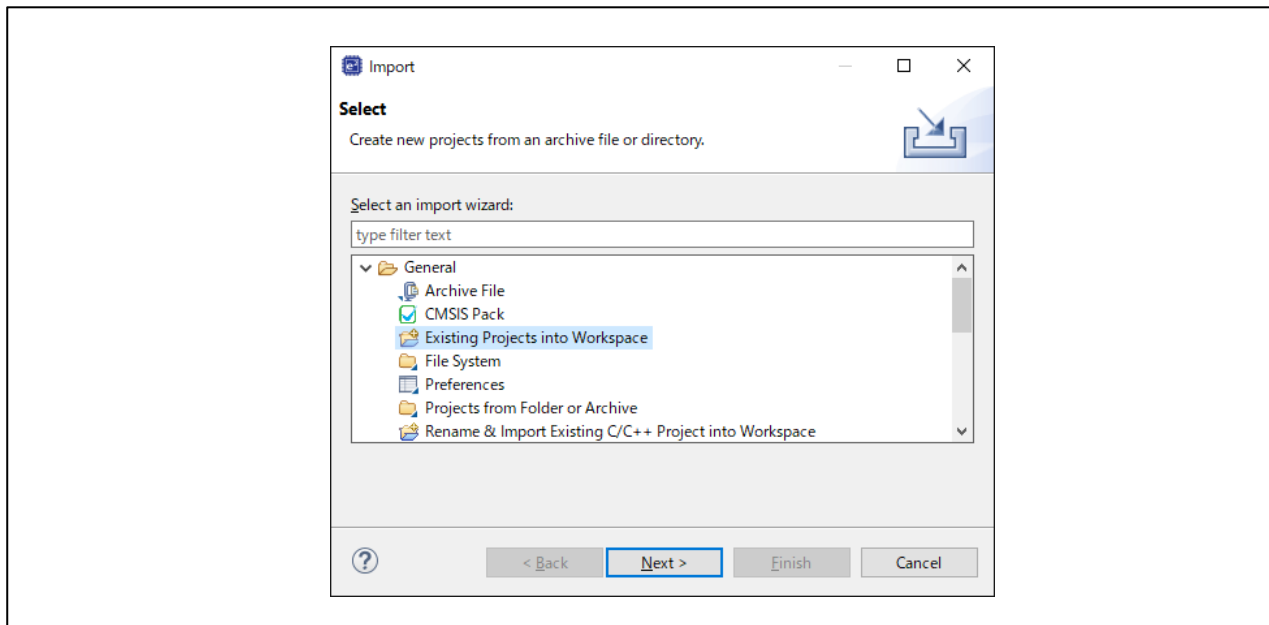 e² Import
Select
Create new projects from an archive file or directory.
Select an import wizard:
type filter text
General
Archive File
CMSIS Pack
Existing Projects into Workspace
File System
Preferences
Projects from Folder or Archive
Rename & Import Existing C/C++ Project into Workspace
? < Back Next > Finish Cancel